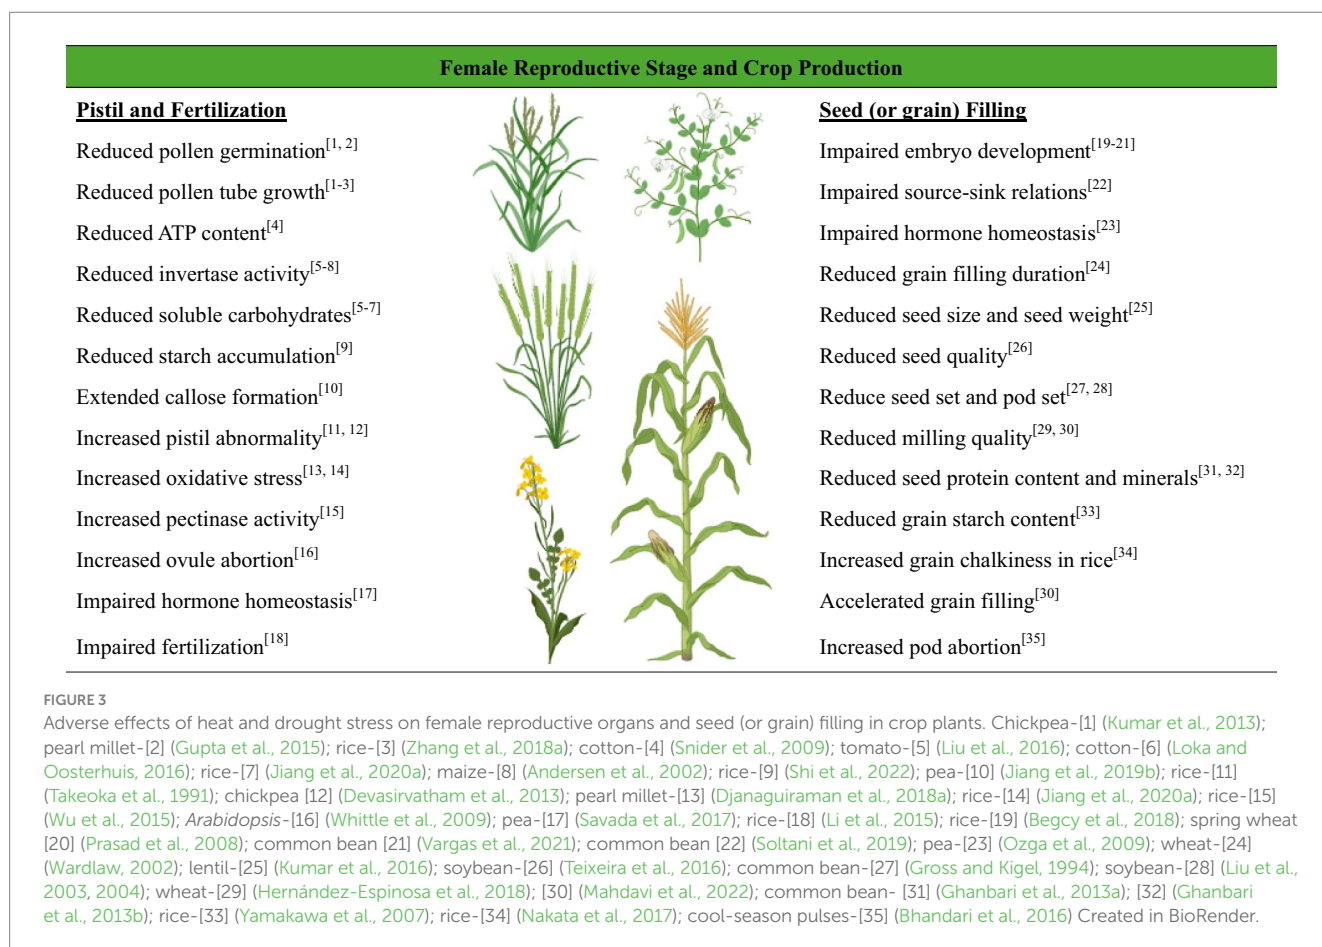 Female Reproductive Stage and Crop Production
Pistil and Fertilization
Reduced pollen germination[1, 2]
Reduced pollen tube growth[1-3]
Reduced ATP content[4]
Reduced invertase activity[5-8]
Reduced soluble carbohydrates[5-7]
Reduced starch accumulation[9]
Extended callose formation[10]
Increased pistil abnormality[11, 12]
Increased oxidative stress[13, 14]
Increased pectinase activity[15]
Increased ovule abortion[16]
Impaired hormone homeostasis[17]
Impaired fertilization[18]
Seed (or grain) Filling
Impaired embryo development[19-21]
Impaired source-sink relations[22]
Impaired hormone homeostasis[23]
Reduced grain filling duration[24]
Reduced seed size and seed weight[25]
Reduced seed quality[26]
Reduce seed set and pod set[27, 28]
Reduced milling quality[29, 30]
Reduced seed protein content and minerals[31, 32]
Reduced grain starch content[33]
Increased grain chalkiness in rice[34]
Accelerated grain filling[30]
Increased pod abortion[35]
FIGURE 3
Adverse effects of heat and drought stress on female reproductive organs and seed (or grain) filling in crop plants. Chickpea-[1] (Kumar et al., 2013);
pearl millet-[2] (Gupta et al., 2015); rice-[3] (Zhang et al., 2018a); cotton-[4] (Snider et al., 2009); tomato-[5] (Liu et al., 2016); cotton-[6] (Loka and
Oosterhuis, 2016); rice-[7] (Jiang et al., 2020a); maize-[8] (Andersen et al., 2002); rice-[9] (Shi et al., 2022); pea-[10] (Jiang et al., 2019b); rice-[11]
(Takeoka et al., 1991); chickpea [12] (Devasirvatham et al., 2013); pearl millet-[13] (Djanaguiraman et al., 2018a); rice-[14] (Jiang et al., 2020a); rice-[15]
(Wu et al., 2015); Arabidopsis-[16] (Whittle et al., 2009); pea-[17] (Savada et al., 2017); rice-[18] (Li et al., 2015); rice-[19] (Begcy et al., 2018); spring wheat
[20] (Prasad et al., 2008); common bean [21] (Vargas et al., 2021); common bean [22] (Soltani et al., 2019); pea-[23] (Ozga et al., 2009); wheat-[24]
(Wardlaw, 2002); lentil-[25] (Kumar et al., 2016); soybean-[26] (Teixeira et al., 2016); common bean-[27] (Gross and Kigel, 1994); soybean-[28] (Liu et al.,
2003, 2004); wheat-[29] (Hernández-Espinosa et al., 2018); [30] (Mahdavi et al., 2022); common bean- [31] (Ghanbari et al., 2013a); [32] (Ghanbari
et al., 2013b); rice-[33] (Yamakawa et al., 2007); rice-[34] (Nakata et al., 2017); cool-season pulses-[35] (Bhandari et al., 2016) Created in BioRender.